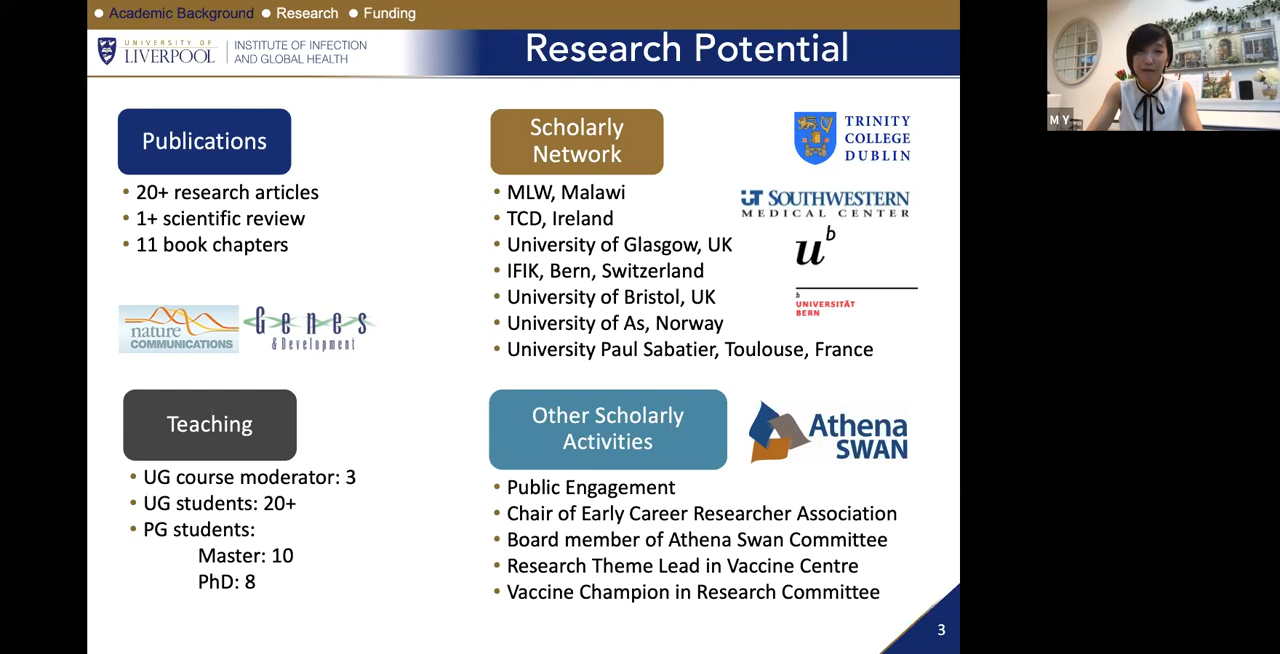 Academic Background
Research
Funding
UNIVERSITY OF
LIVERPOOL
INSTITUTE OF INFECTION
AND GLOBAL HEALTH
Research Potential
Publications
• 20+ research articles
• 1+ scientific review
• 11 book chapters
nature
COMMUNICATIONS
Genes
& Development
Scholarly
Network
• MLW, Malawi
• TCD, Ireland
• University of Glasgow, UK
• IFIK, Bern, Switzerland
• University of Bristol, UK
• University of As, Norway
• University Paul Sabatier, Toulouse, France
TRINITY
COLLEGE
DUBLIN
UT SOUTHWESTERN
MEDICAL CENTER
u b
b
UNIVERSITÄT
BERN
Teaching
• UG course moderator: 3
• UG students: 20+
• PG students:
Master: 10
PhD: 8
Other Scholarly
Activities
Athena
SWAN
• Public Engagement
• Chair of Early Career Researcher Association
• Board member of Athena Swan Committee
• Research Theme Lead in Vaccine Centre
• Vaccine Champion in Research Committee
3
M Y